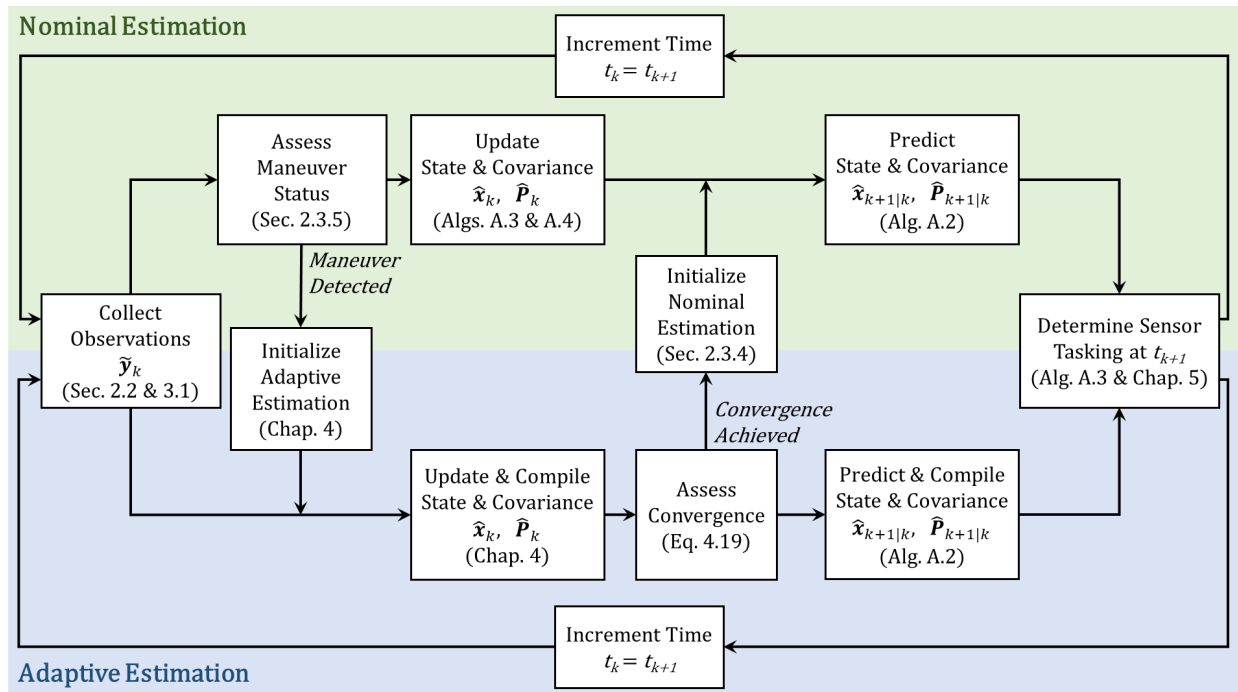 Nominal Estimation
Increment Time
t_k = t_{k+1}
Assess
Maneuver
Status
(Sec. 2.3.5)
Update
State & Covariance
x̂_k, P̂_k
(Algs. A.3 & A.4)
Predict
State & Covariance
x̂_{k+1|k}, P̂_{k+1|k}
(Alg. A.2)
Maneuver
Detected
Collect
Observations
ỹ_k
(Sec. 2.2 & 3.1)
Initialize
Adaptive
Estimation
(Chap. 4)
Initialize
Nominal
Estimation
(Sec. 2.3.4)
Determine Sensor
Tasking at t_{k+1}
(Alg. A.3 & Chap. 5)
Convergence
Achieved
Update & Compile
State & Covariance
x̂_k, P̂_k
(Chap. 4)
Assess
Convergence
(Eq. 4.19)
Predict & Compile
State & Covariance
x̂_{k+1|k}, P̂_{k+1|k}
(Alg. A.2)
Increment Time
t_k = t_{k+1}
Adaptive Estimation